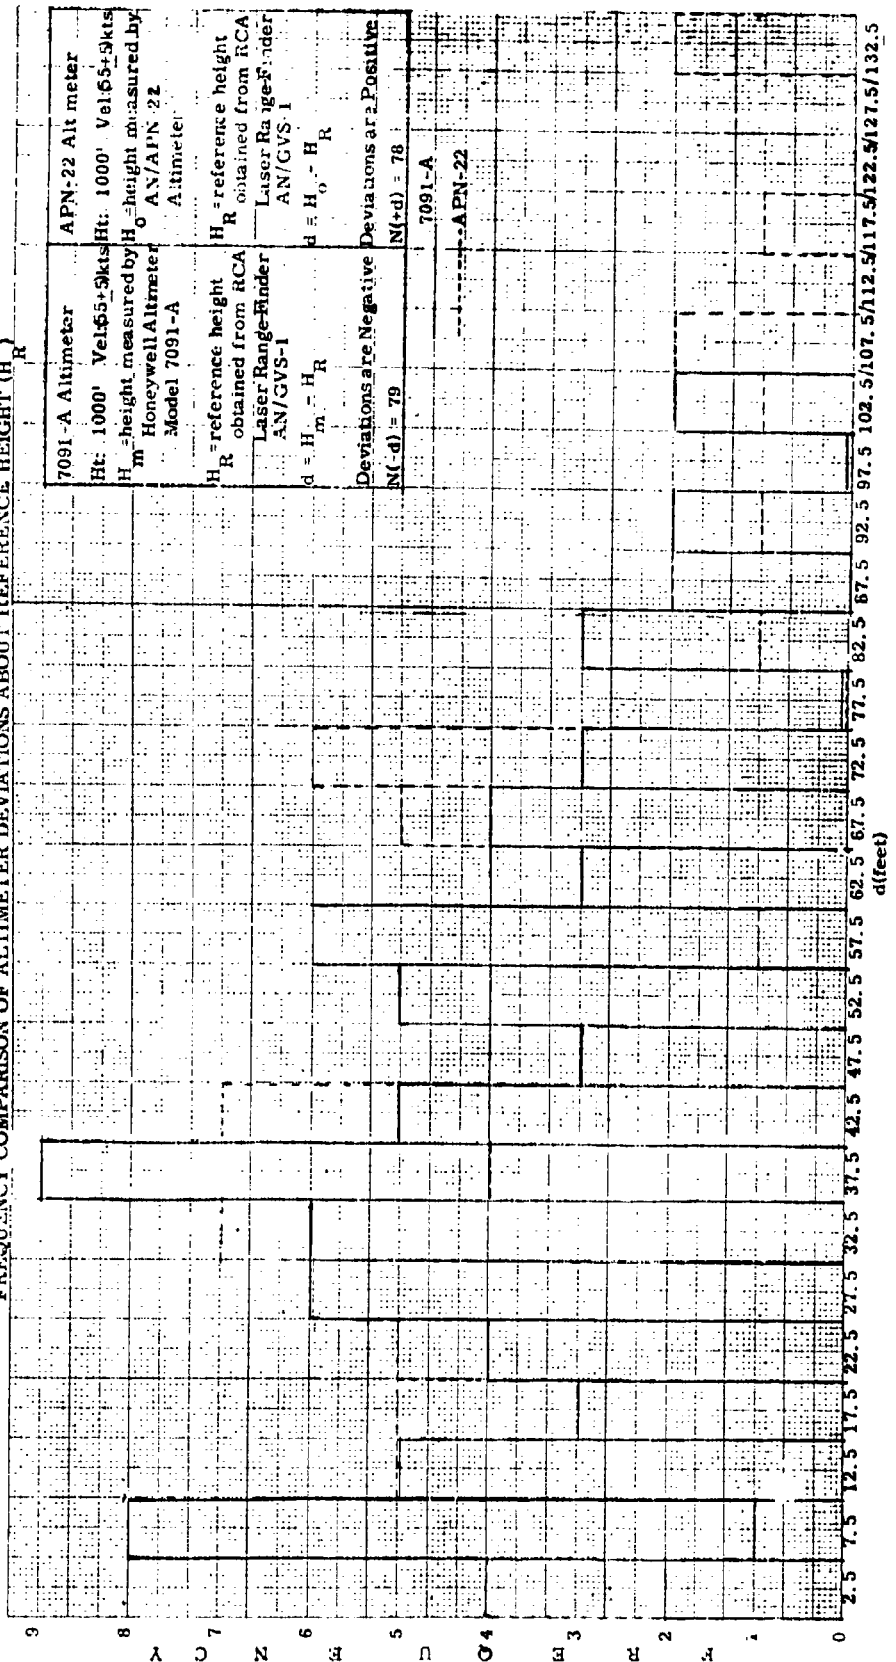 FREQUENCY COMPARISON OF ALTIMETER DEVIATIONS ABOUT REFERENCE HEIGHT (H_R)
7091-A Altimeter
Ht: 1000' Vel:65+5kts
H_m=height measured by
Honeywell Altimeter
Model 7091-A
H_R=reference height
obtained from RCA
Laser Range-Finder
AN/GVS-1
d = H_m - H_R
Deviations are Negative
N(-d) = 79
APN-22 Alt meter
Ht: 1000' Vel:65+5kts
H_o=height measured by
AN/APN-22
Altimeter
H_R=reference height
obtained from RCA
Laser Range-Finder
AN/GVS-1
d = H_o - H_R
Deviations are Positive
N(+d) = 78
7091-A
APN-22
F R E Q U E N C Y
9
8
7
6
5
4
3
2
1
0
2.5 7.5 12.5 17.5 22.5 27.5 32.5 37.5 42.5 47.5 52.5 57.5 62.5 67.5 72.5 77.5 82.5 87.5 92.5 97.5 102.5/107.5/112.5/117.5/122.5/127.5/132.5
d(feet)